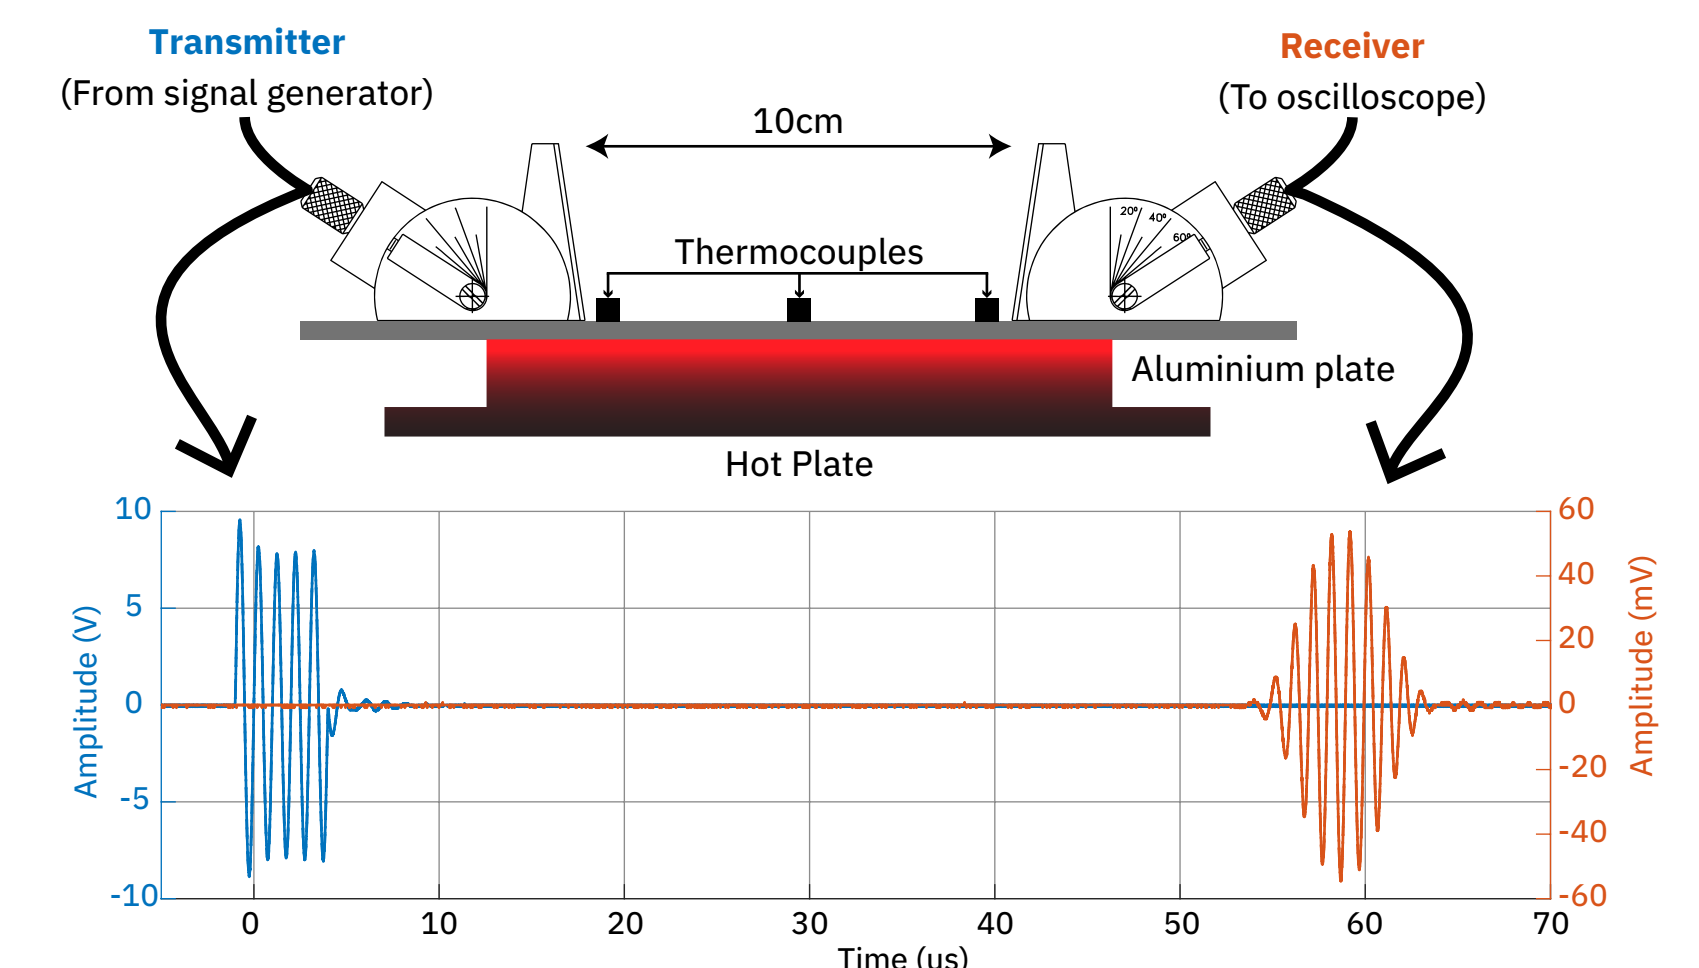 Transmitter
(From signal generator)
Receiver
(To oscilloscope)
10cm
20° 40°
60°
Thermocouples
Aluminium plate
Hot Plate
10
5
0
-5
-10
Amplitude (V)
60
40
20
0
-20
-40
-60
Amplitude (mV)
0 10 20 30 40 50 60 70
Time (us)